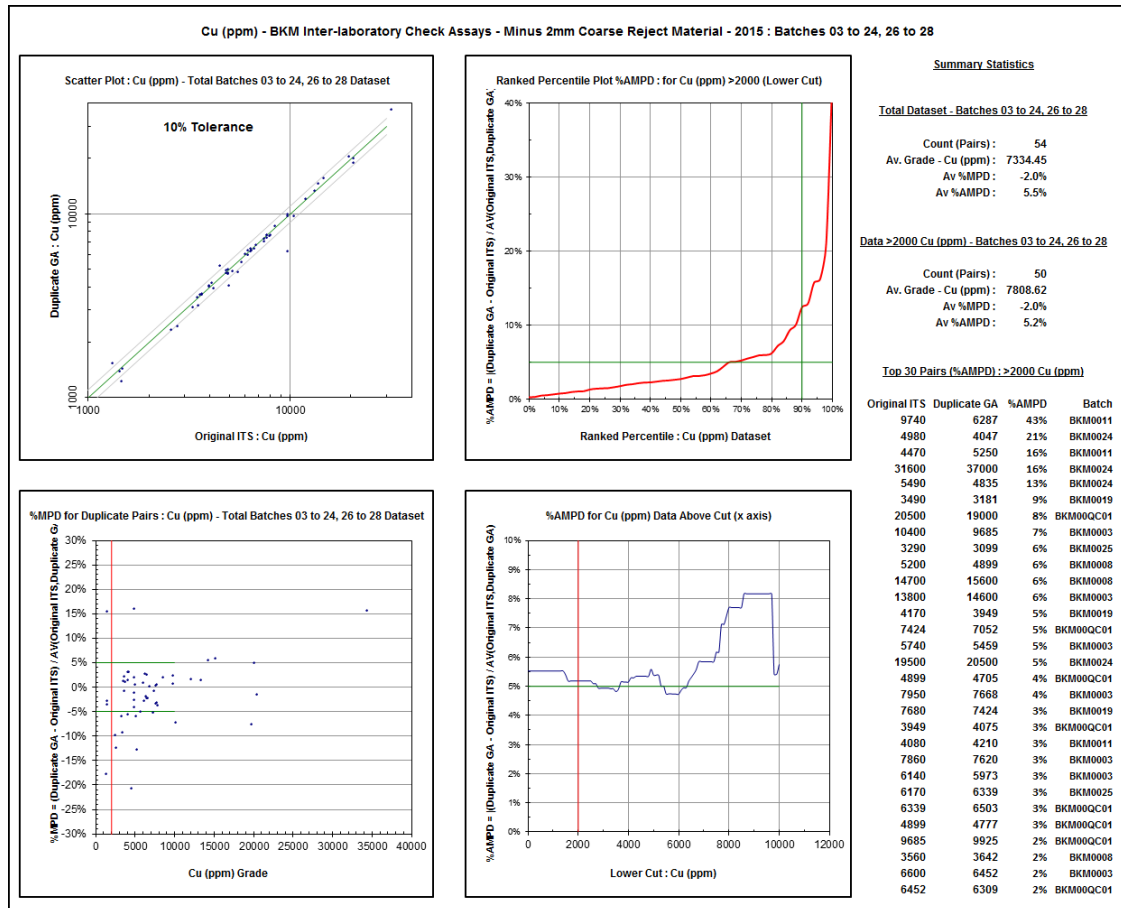 Cu (ppm) - BKM Inter-laboratory Check Assays - Minus 2mm Coarse Reject Material - 2015 : Batches 03 to 24, 26 to 28
Scatter Plot : Cu (ppm) - Total Batches 03 to 24, 26 to 28 Dataset
10% Tolerance
Duplicate GA : Cu (ppm)
10000
1000
1000
10000
Original ITS : Cu (ppm)
Ranked Percentile Plot %AMPD : for Cu (ppm) >2000 (Lower Cut)
%AMPD = |(Duplicate GA - Original ITS) / AV(Original ITS,Duplicate GA)
40%
30%
20%
10%
0%
0% 10% 20% 30% 40% 50% 60% 70% 80% 90% 100%
Ranked Percentile : Cu (ppm) Dataset
%MPD for Duplicate Pairs : Cu (ppm) - Total Batches 03 to 24, 26 to 28 Dataset
%MPD = (Duplicate GA - Original ITS) / AV(Original ITS,Duplicate GA
30%
25%
20%
15%
10%
5%
0%
-5%
-10%
-15%
-20%
-25%
-30%
0 5000 10000 15000 20000 25000 30000 35000 40000
Cu (ppm) Grade
%AMPD for Cu (ppm) Data Above Cut (x axis)
%AMPD = |(Duplicate GA - Original ITS) / AV(Original ITS,Duplicate GA)
10%
9%
8%
7%
6%
5%
4%
3%
2%
1%
0%
0 2000 4000 6000 8000 10000 12000
Lower Cut : Cu (ppm)
Summary Statistics
Total Dataset - Batches 03 to 24, 26 to 28
Count (Pairs) : 54
Av. Grade - Cu (ppm) : 7334.45
Av %MPD : -2.0%
Av %AMPD : 5.5%
Data >2000 Cu (ppm) - Batches 03 to 24, 26 to 28
Count (Pairs) : 50
Av. Grade - Cu (ppm) : 7808.62
Av %MPD : -2.0%
Av %AMPD : 5.2%
Top 30 Pairs (%AMPD) : >2000 Cu (ppm)
Original ITS Duplicate GA %AMPD Batch
9740 6287 43% BKM0011
4980 4047 21% BKM0024
4470 5250 16% BKM0011
31600 37000 16% BKM0024
5490 4835 13% BKM0024
3490 3181 9% BKM0019
20500 19000 8% BKM00QC01
10400 9685 7% BKM0003
3290 3099 6% BKM0025
5200 4899 6% BKM0008
14700 15600 6% BKM0008
13800 14600 6% BKM0003
4170 3949 5% BKM0019
7424 7052 5% BKM00QC01
5740 5459 5% BKM0003
19500 20500 5% BKM0024
4899 4705 4% BKM00QC01
7950 7668 4% BKM0003
7680 7424 3% BKM0019
3949 4075 3% BKM00QC01
4080 4210 3% BKM0011
7860 7620 3% BKM0003
6140 5973 3% BKM0003
6170 6339 3% BKM0025
6339 6503 3% BKM00QC01
4899 4777 3% BKM00QC01
9685 9925 2% BKM00QC01
3560 3642 2% BKM0008
6600 6452 2% BKM0003
6452 6309 2% BKM00QC01